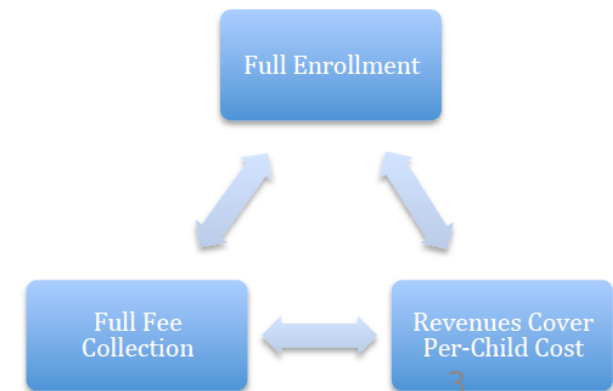 Full Enrollment
Full Fee
Collection
Revenues Cover
Per-Child Cost
3